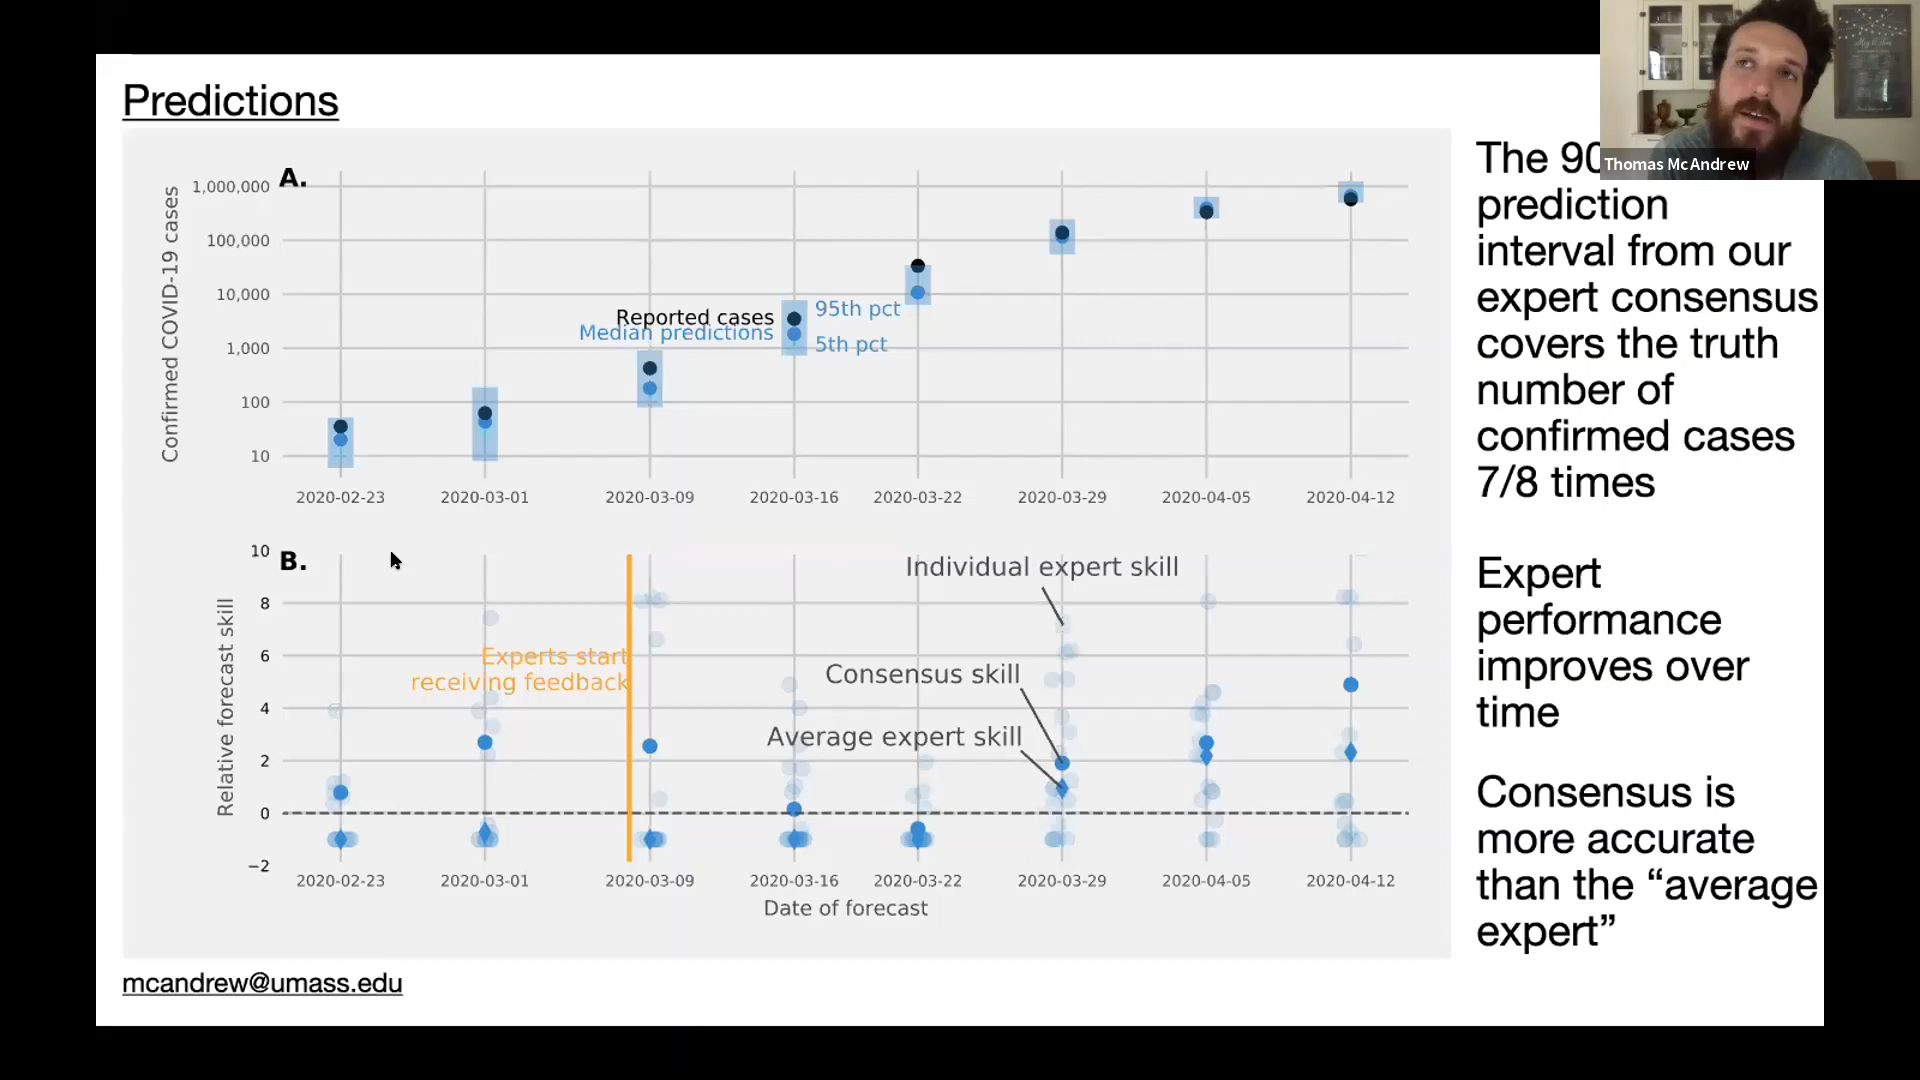 Predictions
A.
Confirmed COVID-19 cases
1,000,000
100,000
10,000
1,000
100
10
Reported cases
Median predictions
95th pct
5th pct
2020-02-23 2020-03-01 2020-03-09 2020-03-16 2020-03-22 2020-03-29 2020-04-05 2020-04-12
B.
Relative forecast skill
10
8
6
4
2
0
−2
Experts start
receiving feedback
Individual expert skill
Consensus skill
Average expert skill
2020-02-23 2020-03-01 2020-03-09 2020-03-16 2020-03-22 2020-03-29 2020-04-05 2020-04-12
Date of forecast
mcandrew@umass.edu
Thomas McAndrew
The 90
prediction
interval from our
expert consensus
covers the truth
number of
confirmed cases
7/8 times
Expert
performance
improves over
time
Consensus is
more accurate
than the “average
expert”